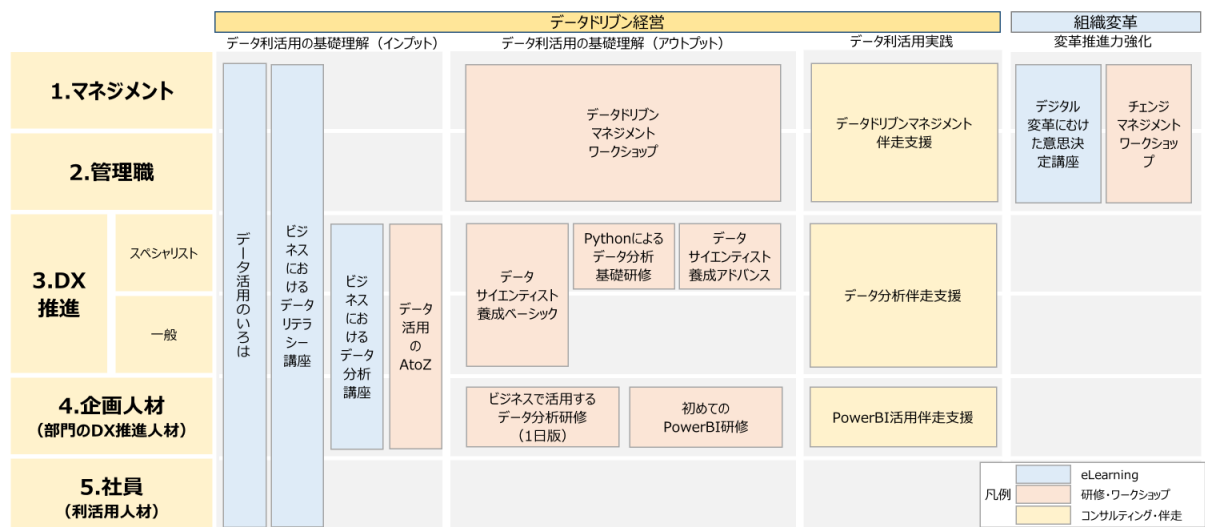 データドリブン経営
組織変革
データ利活用の基礎理解（インプット）
データ利活用の基礎理解（アウトプット）
データ利活用実践
変革推進力強化
1.マネジメント
2.管理職
3.DX
推進
スペシャリスト
一般
4.企画人材
（部門のDX推進人材）
5.社員
（利活用人材）
データ活用のいろは
ビジ
ネスに
おける
データ
リテラ
シー
講座
ビジ
ネスに
おけ
る
データ
分析
講座
データ
活用
の
AtoZ
データドリブン
マネジメント
ワークショップ
データ
サイエンティスト
養成ベーシック
Pythonによる
データ分析
基礎研修
データ
サイエンティスト
養成アドバンス
ビジネスで活用する
データ分析研修
（1日版）
初めての
PowerBI研修
データドリブンマネジメント
伴走支援
データ分析伴走支援
PowerBI活用伴走支援
デジタル
変革にむけ
た意思決
定講座
チェンジ
マネジメント
ワークショッ
プ
凡例
eLearning
研修・ワークショップ
コンサルティング・伴走